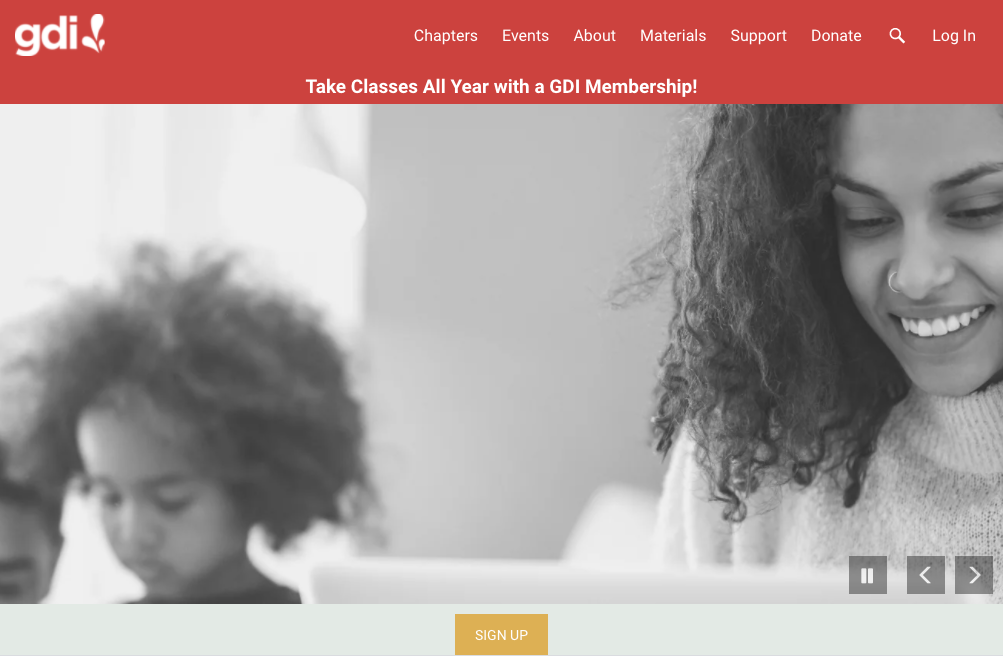 gdi
Chapters Events About Materials Support Donate Log In
Take Classes All Year with a GDI Membership!
SIGN UP